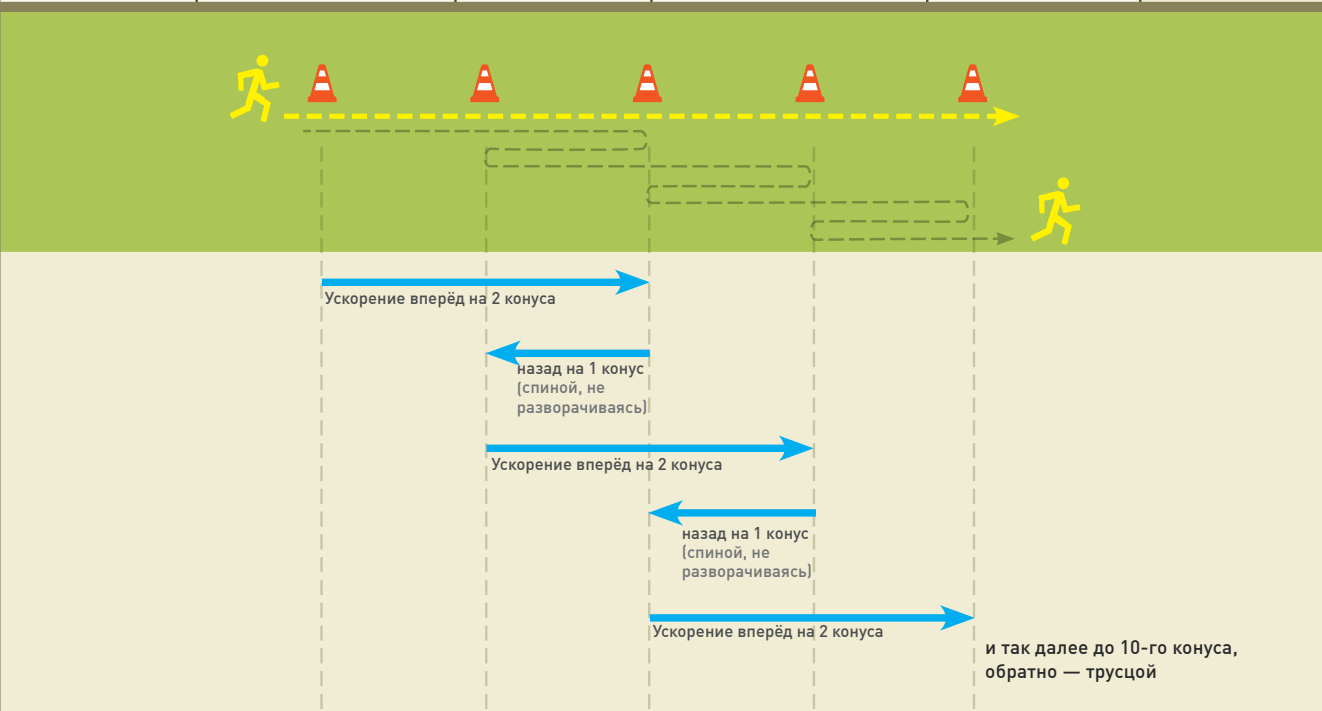 Ускорение вперёд на 2 конуса
назад на 1 конус
(спиной, не
разворачиваясь)
Ускорение вперёд на 2 конуса
назад на 1 конус
(спиной, не
разворачиваясь)
Ускорение вперёд на 2 конуса
и так далее до 10-го конуса,
обратно — трусцой